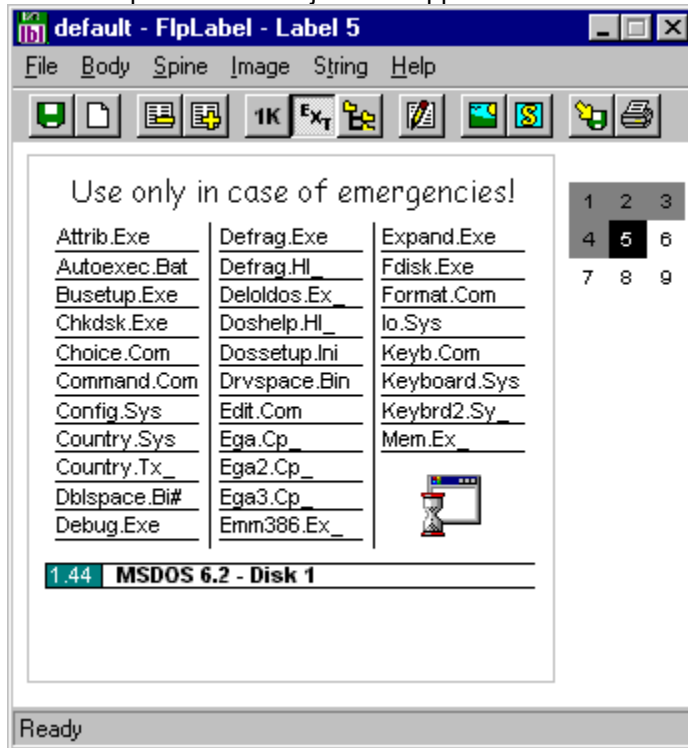 default - FlpLabel - Label 5
File Body Spine Image String Help
1K EXT
Use only in case of emergencies!
1 2 3
4 5 6
7 8 9
Attrib.Exe Defrag.Exe Expand.Exe
Autoexec.Bat Defrag.Hl_ Fdisk.Exe
Busetup.Exe Deloldos.Ex_ Format.Com
Chkdsk.Exe Doshelp.Hl_ Io.Sys
Choice.Com Dossetup.Ini Keyb.Com
Command.Com Drvspace.Bin Keyboard.Sys
Config.Sys Edit.Com Keybrd2.Sy_
Country.Sys Ega.Cp_ Mem.Ex_
Country.Tx_ Ega2.Cp_
Dblspace.Bi# Ega3.Cp_
Debug.Exe Emm386.Ex_
1.44 MSDOS 6.2 - Disk 1
Ready